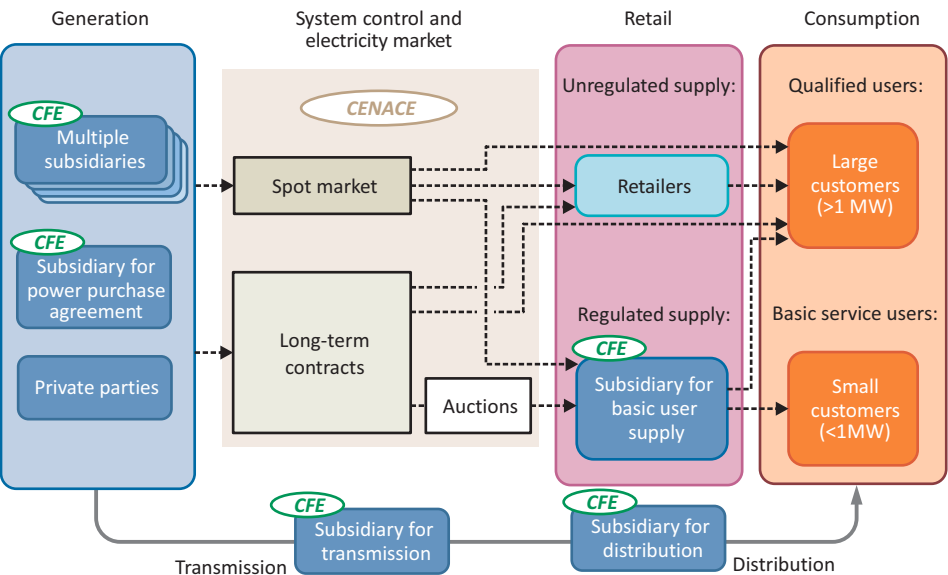 Generation
System control and
electricity market
Retail
Consumption
CFE
Multiple
subsidiaries
CFE
Subsidiary for
power purchase
agreement
Private parties
CENACE
Spot market
Long-term
contracts
Auctions
Unregulated supply:
Retailers
Regulated supply:
CFE
Subsidiary for
basic user
supply
Qualified users:
Large
customers
(>1 MW)
Basic service users:
Small
customers
(<1MW)
Transmission
CFE
Subsidiary for
transmission
CFE
Subsidiary for
distribution
Distribution